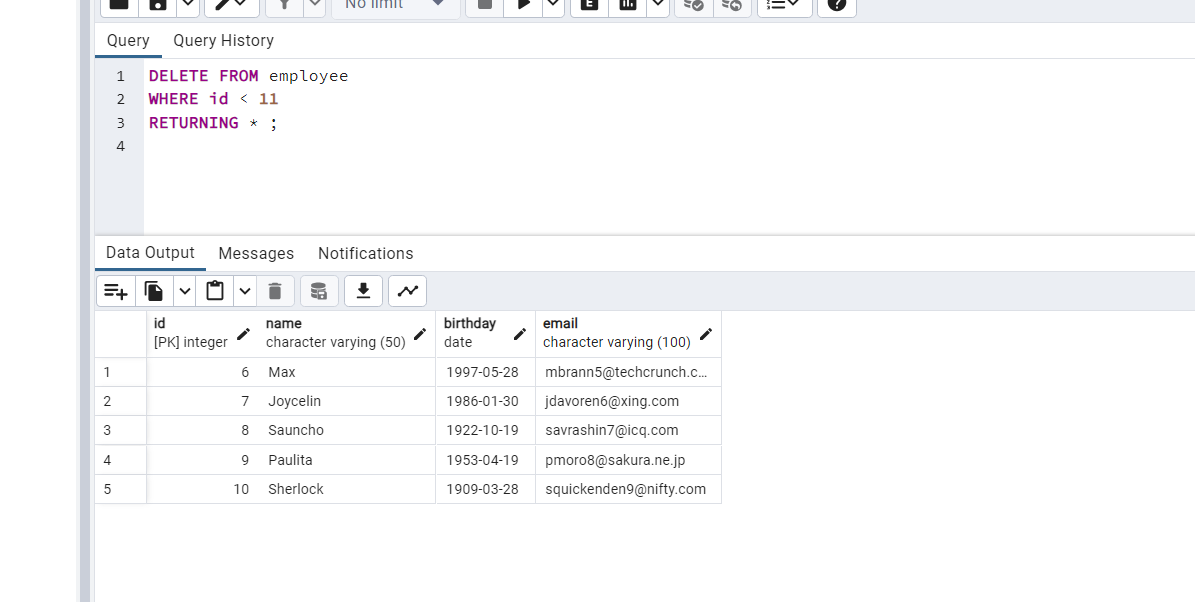 No limit
Query Query History
1 DELETE FROM employee
2 WHERE id < 11
3 RETURNING * ;
4
Data Output Messages Notifications
id name birthday email
[PK] integer character varying (50) date character varying (100)
1 6 Max 1997-05-28 mbrann5@techcrunch.c...
2 7 Joycelin 1986-01-30 jdavoren6@xing.com
3 8 Sauncho 1922-10-19 savrashin7@icq.com
4 9 Paulita 1953-04-19 pmoro8@sakura.ne.jp
5 10 Sherlock 1909-03-28 squickenden9@nifty.com